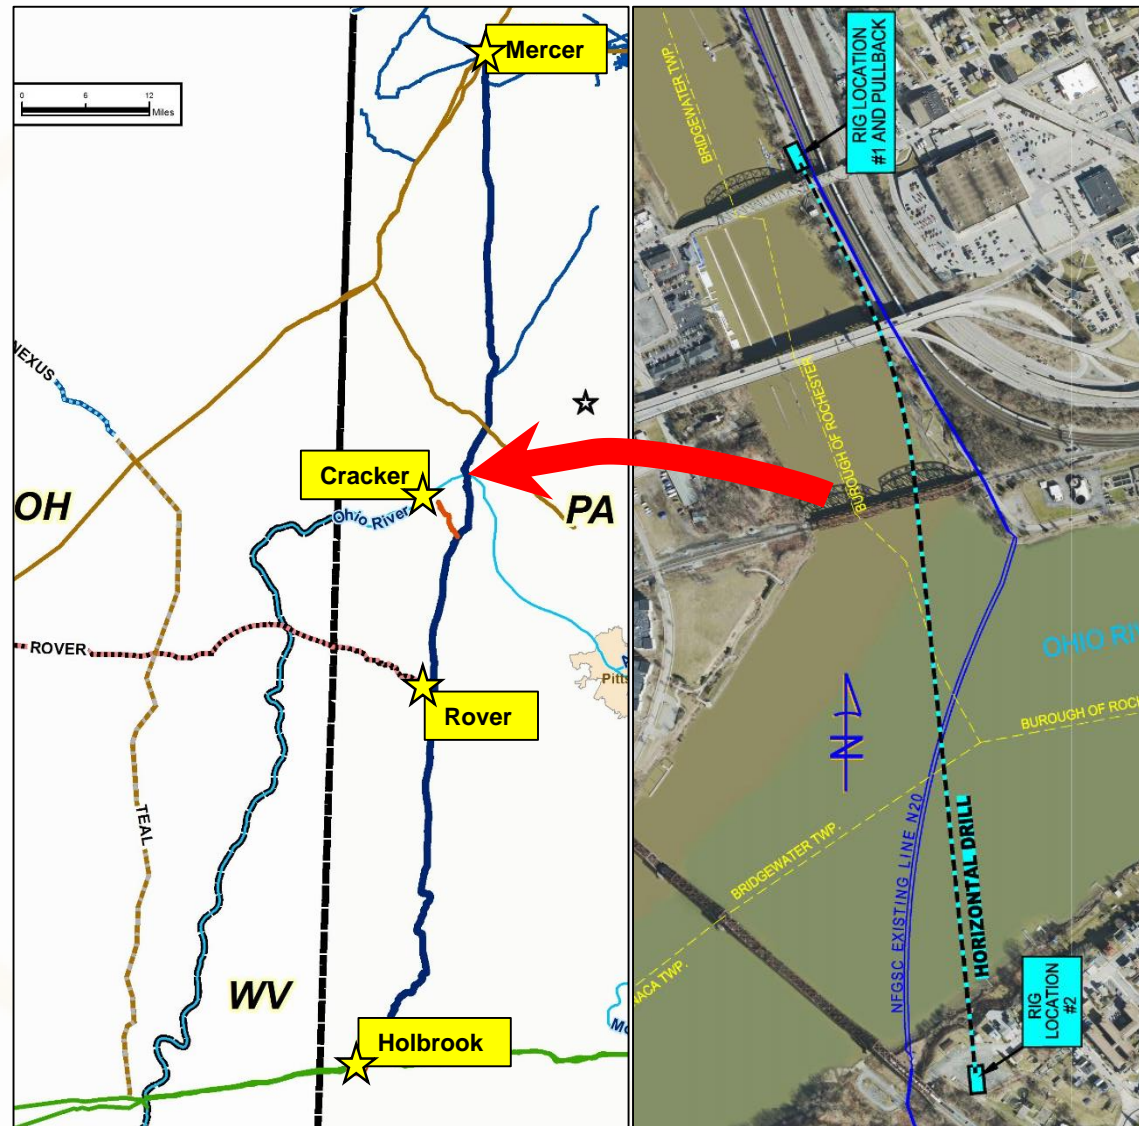 Mercer
0 6 12
Miles
NEXUS
Cracker
OH
Ohio River
PA
ROVER
Pitts
Rover
TEAL
WV
Holbrook
BRIDGEWATER TWP.
RIG LOCATION
#1 AND PULLBACK
BOROUGH OF ROCHESTER
OHIO RI
BUROUGH OF ROC
BRIDGEWATER TWP.
N
NFGSC EXISTING LINE N20
HORIZONTAL DRILL
NACA TWP.
RIG
LOCATION
#2